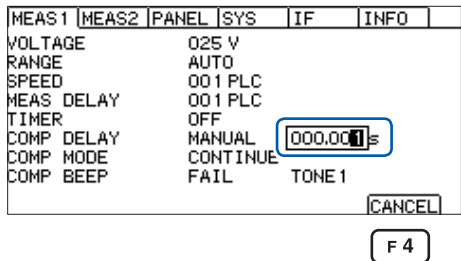 MEAS1 MEAS2 PANEL SYS IF INFO
VOLTAGE 025 V
RANGE AUTO
SPEED 001 PLC
MEAS DELAY 001 PLC
TIMER OFF
COMP DELAY MANUAL 000.001s
COMP MODE CONTINUE
COMP BEEP FAIL TONE1
CANCEL
F4